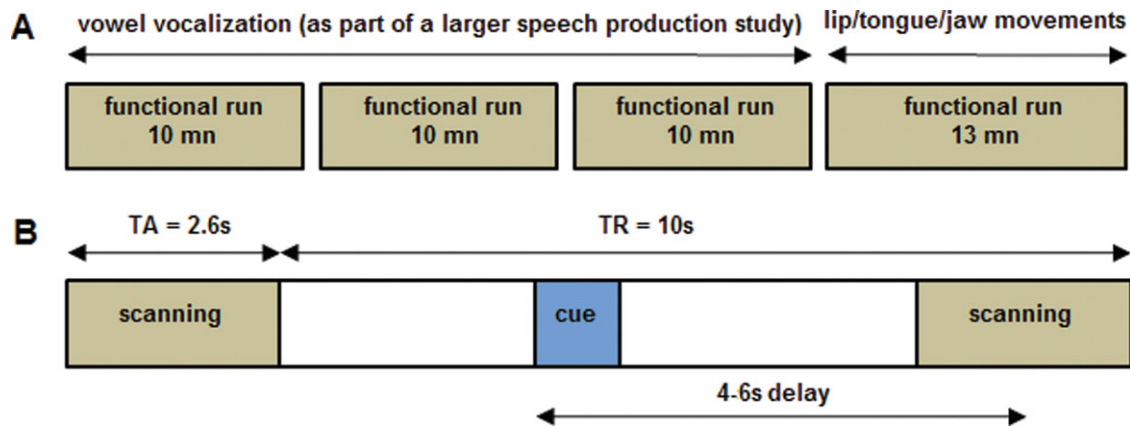 A
vowel vocalization (as part of a larger speech production study)
lip/tongue/jaw movements
functional run
10 mn
functional run
10 mn
functional run
10 mn
functional run
13 mn
B
TA = 2.6s
TR = 10s
scanning
cue
scanning
4-6s delay